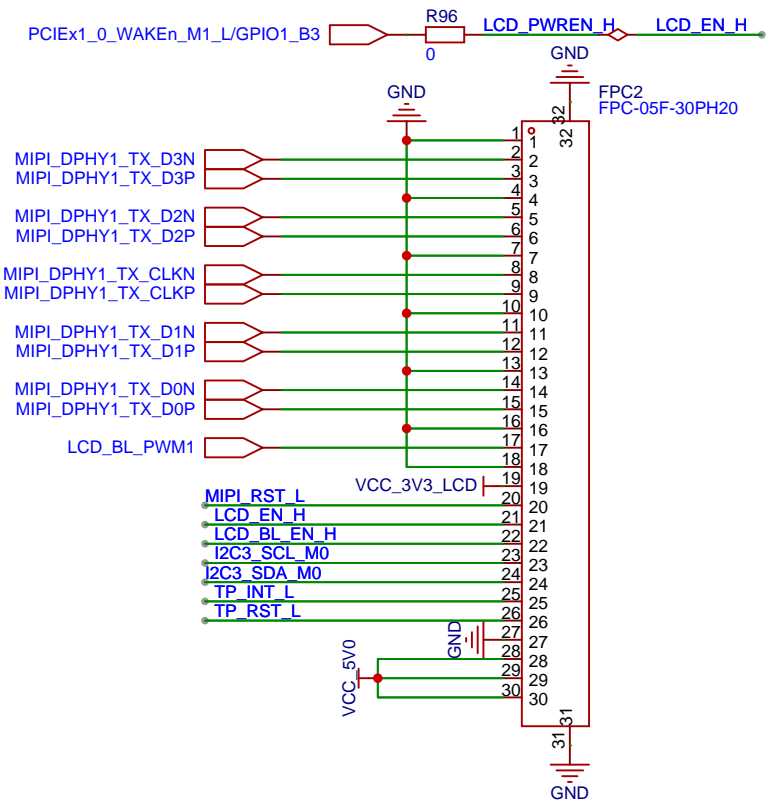 PCIEx1_0_WAKEn_M1_L/GPIO1_B3 R96 0 LCD_PWREN_H LCD_EN_H
GND
GND
FPC2
FPC-05F-30PH20
32 32
1 1
MIPI_DPHY1_TX_D3N 2 2
MIPI_DPHY1_TX_D3P 3 3
4 4
MIPI_DPHY1_TX_D2N 5 5
MIPI_DPHY1_TX_D2P 6 6
7 7
MIPI_DPHY1_TX_CLKN 8 8
MIPI_DPHY1_TX_CLKP 9 9
10 10
MIPI_DPHY1_TX_D1N 11 11
MIPI_DPHY1_TX_D1P 12 12
13 13
MIPI_DPHY1_TX_D0N 14 14
MIPI_DPHY1_TX_D0P 15 15
16 16
LCD_BL_PWM1 17 17
18 18
VCC_3V3_LCD 19 19
MIPI_RST_L 20 20
LCD_EN_H 21 21
LCD_BL_EN_H 22 22
I2C3_SCL_M0 23 23
I2C3_SDA_M0 24 24
TP_INT_L 25 25
TP_RST_L 26 26
GND 27 27
28 28
VCC_5V0 29 29
30 30
31 31
GND